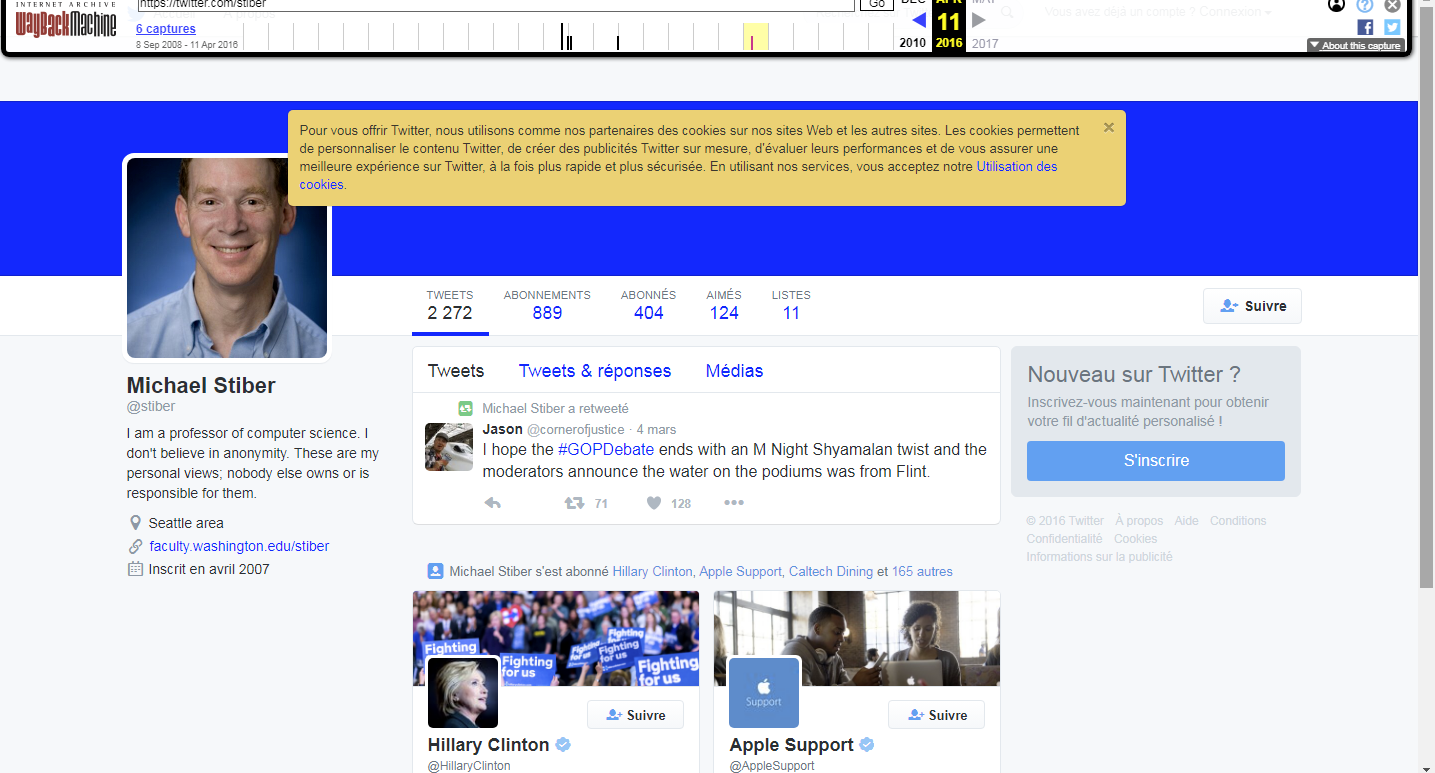 INTERNET ARCHIVE
WayBackMachine
https://twitter.com/stiber
Go
DEC
APR
MAY
6 captures
11
8 Sep 2008 - 11 Apr 2016
2010
2016
2017
About this capture
Vous avez déjà un compte ? Connexion
À propos
Pour vous offrir Twitter, nous utilisons comme nos partenaires des cookies sur nos sites Web et les autres sites. Les cookies permettent
de personnaliser le contenu Twitter, de créer des publicités Twitter sur mesure, d'évaluer leurs performances et de vous assurer une
meilleure expérience sur Twitter, à la fois plus rapide et plus sécurisée. En utilisant nos services, vous acceptez notre Utilisation des
cookies.
TWEETS
2 272
ABONNEMENTS
889
ABONNÉS
404
AIMÉS
124
LISTES
11
Suivre
Michael Stiber
@stiber
I am a professor of computer science. I
don't believe in anonymity. These are my
personal views; nobody else owns or is
responsible for them.
Seattle area
faculty.washington.edu/stiber
Inscrit en avril 2007
Tweets
Tweets & réponses
Médias
Michael Stiber a retweeté
Jason @cornerofjustice · 4 mars
I hope the #GOPDebate ends with an M Night Shyamalan twist and the
moderators announce the water on the podiums was from Flint.
71
128
Michael Stiber s'est abonné Hillary Clinton, Apple Support, Caltech Dining et 165 autres
Fighting
Fighting for us
Fighting for us
Fighting for us
Suivre
Hillary Clinton
@HillaryClinton
Support
Suivre
Apple Support
@AppleSupport
Nouveau sur Twitter ?
Inscrivez-vous maintenant pour obtenir
votre fil d'actualité personalisé !
S'inscrire
© 2016 Twitter À propos Aide Conditions
Confidentialité Cookies
Informations sur la publicité